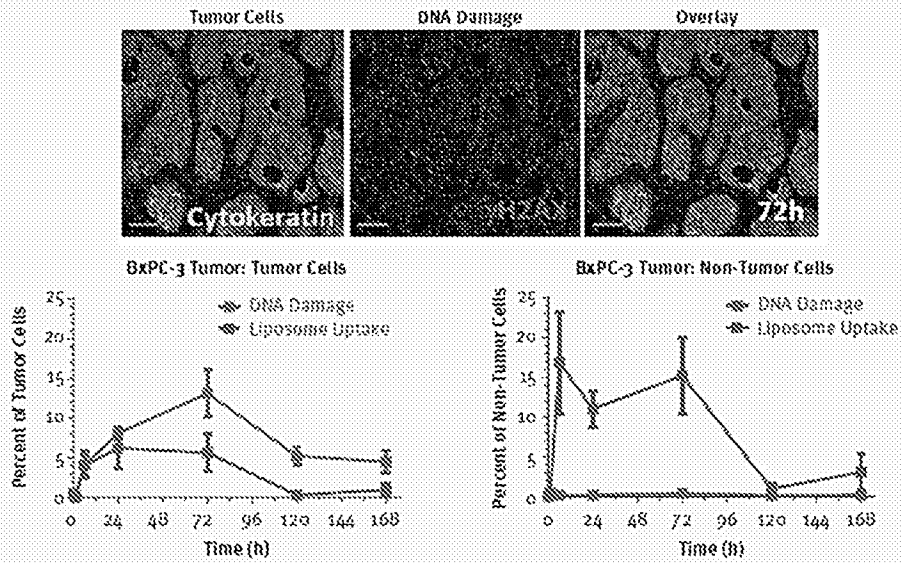 Tumor Cells
DNA Damage
Overlay
Cytokeratin
γH2AX
72h
BxPC-3 Tumor: Tumor Cells
25
20
15
10
5
0
Percent of Tumor Cells
DNA Damage
Liposome Uptake
0 24 48 72 96 120 144 168
Time (h)
BxPC-3 Tumor: Non-Tumor Cells
25
20
15
10
5
0
Percent of Non-Tumor Cells
DNA Damage
Liposome Uptake
0 24 48 72 96 120 144 168
Time (h)